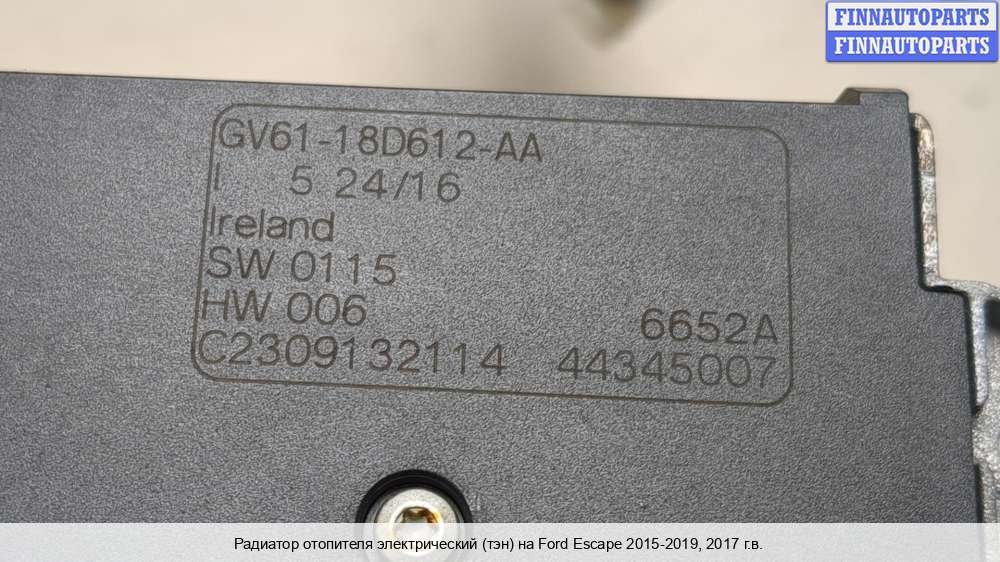 FINNAUTOPARTS
FINNAUTOPARTS
GV61-18D612-AA
I 5 24/16
Ireland
SW 0115
HW 006 6652A
C2309132114 44345007
Радиатор отопителя электрический (тэн) на Ford Escape 2015-2019, 2017 г.в.